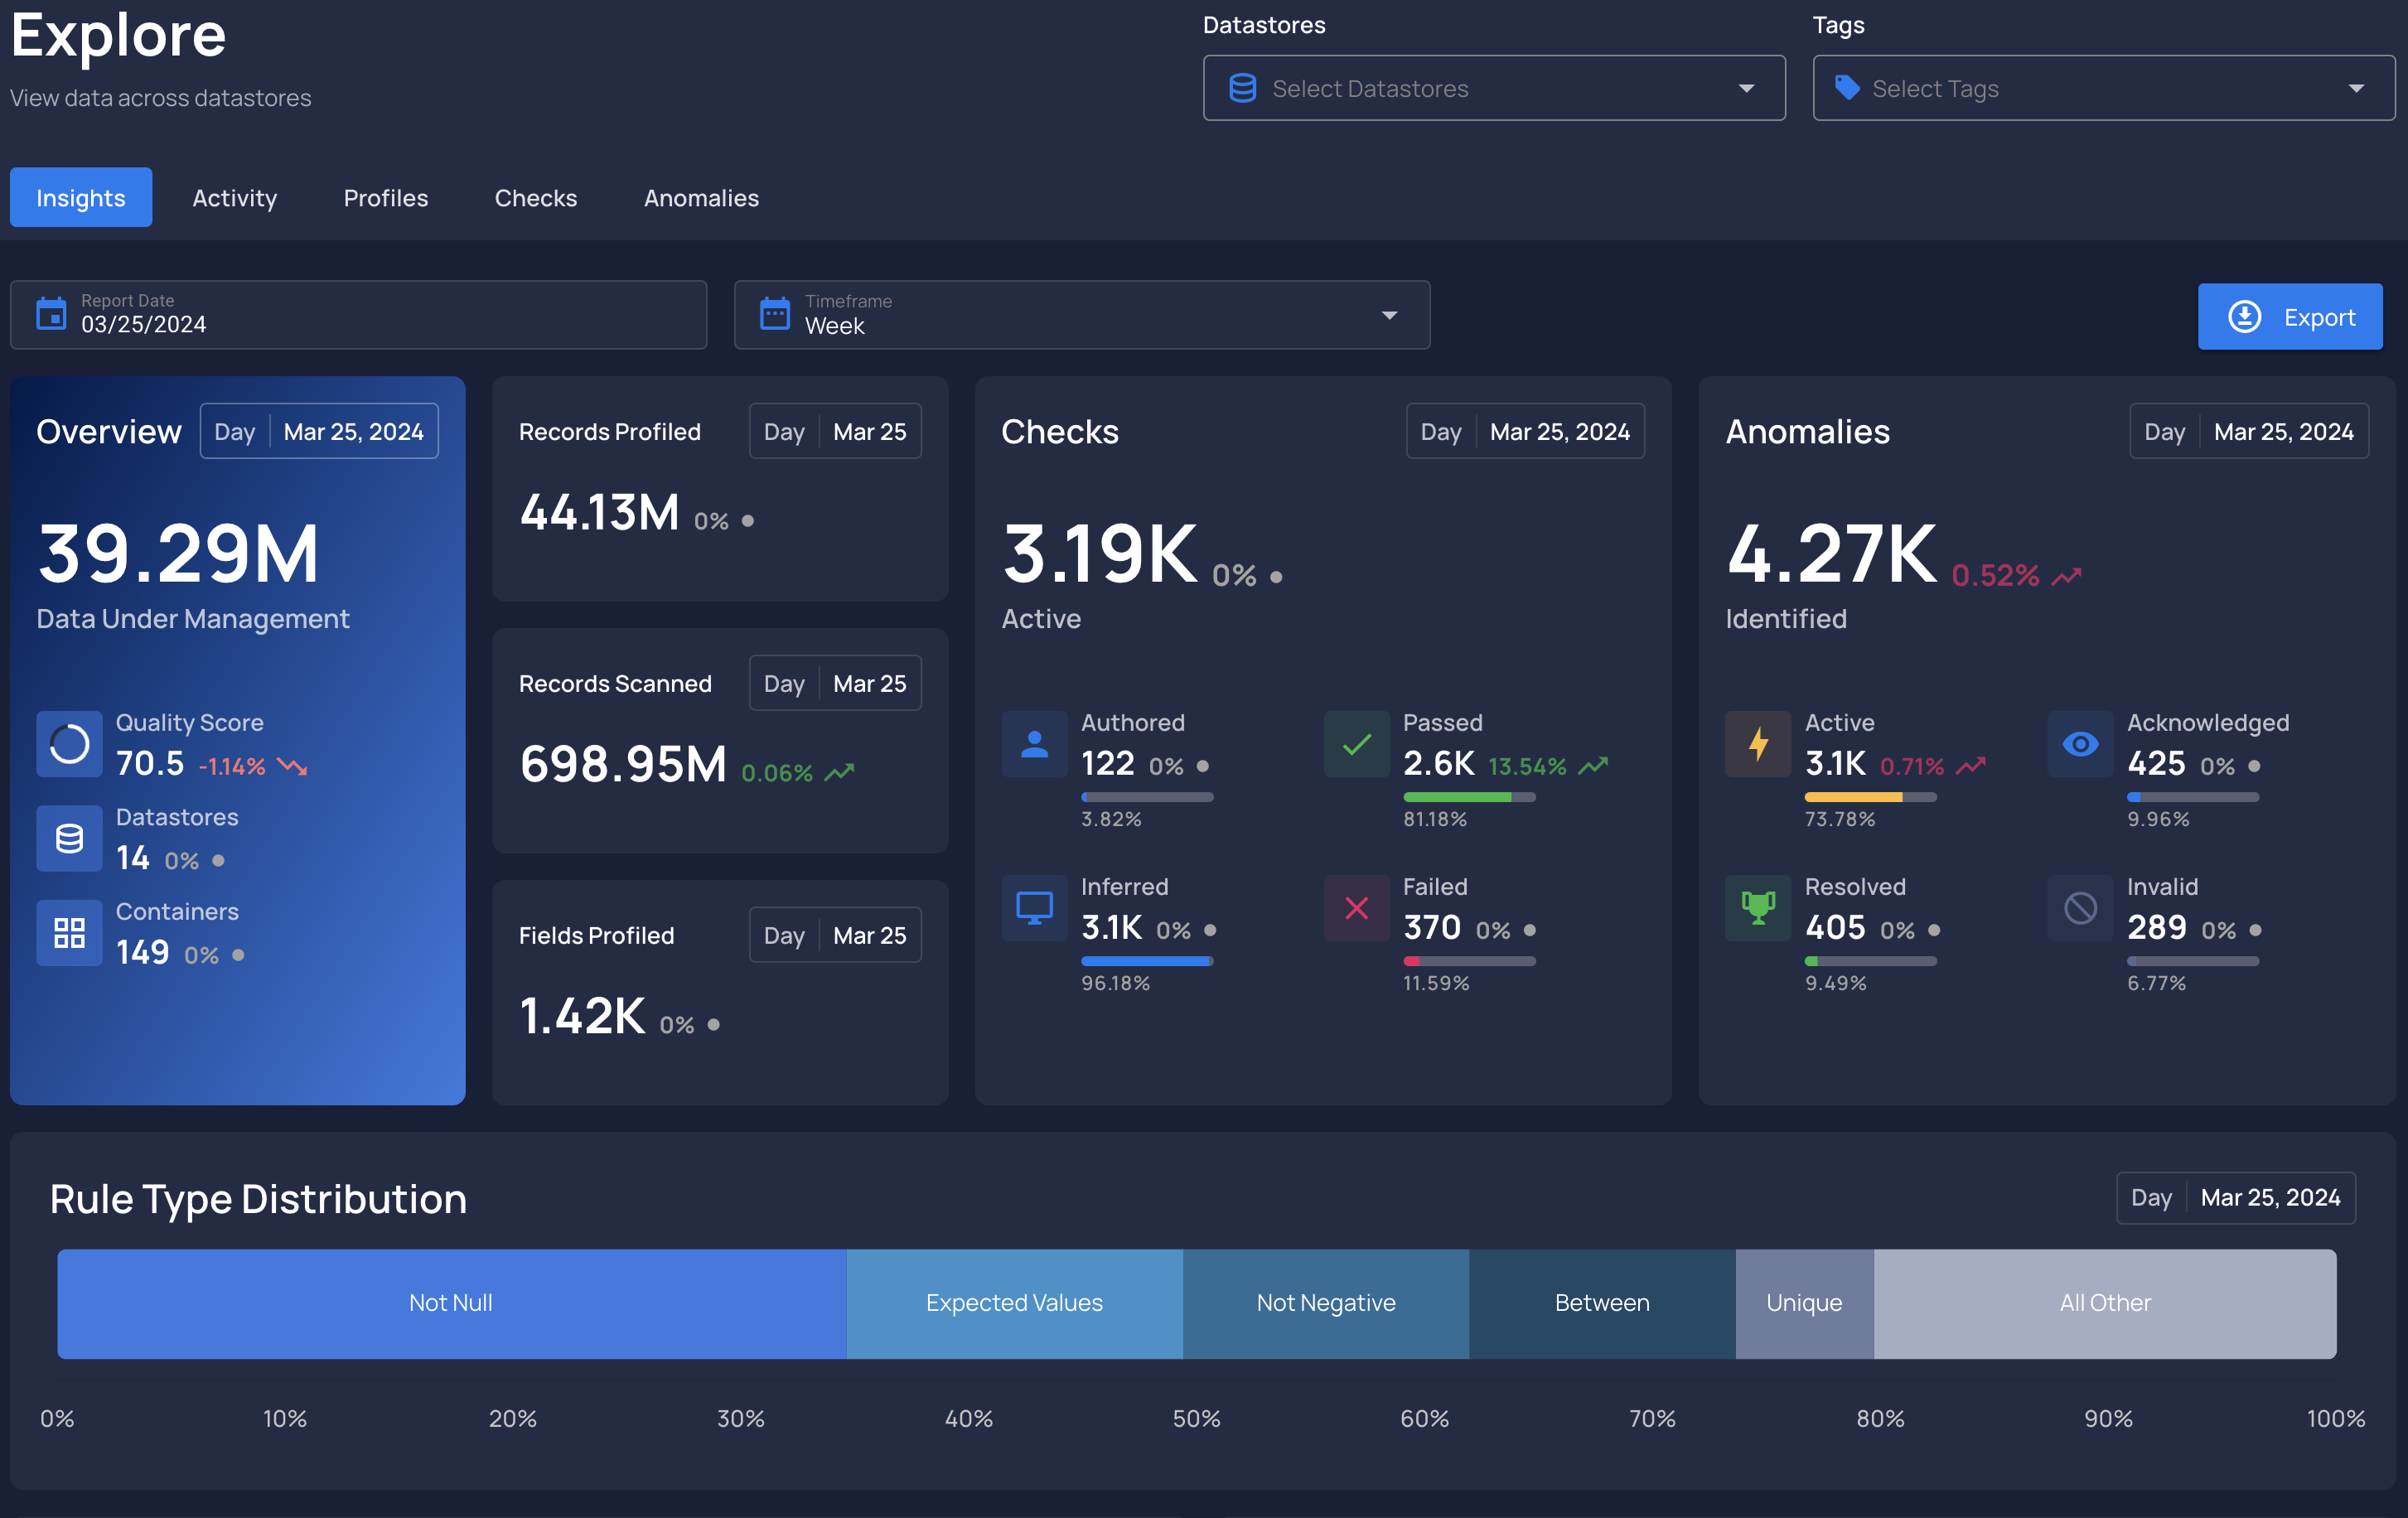 Explore
View data across datastores
Datastores
Select Datastores
Tags
Select Tags
Insights Activity Profiles Checks Anomalies
Report Date
03/25/2024
Timeframe
Week
Export
Overview Day Mar 25, 2024
39.29M
Data Under Management
Quality Score
70.5 -1.14%
Datastores
14 0%
Containers
149 0%
Records Profiled Day Mar 25
44.13M 0%
Records Scanned Day Mar 25
698.95M 0.06%
Fields Profiled Day Mar 25
1.42K 0%
Checks Day Mar 25, 2024
3.19K 0%
Active
Authored
122 0%
3.82%
Passed
2.6K 13.54%
81.18%
Inferred
3.1K 0%
96.18%
Failed
370 0%
11.59%
Anomalies Day Mar 25, 2024
4.27K 0.52%
Identified
Active
3.1K 0.71%
73.78%
Acknowledged
425 0%
9.96%
Resolved
405 0%
9.49%
Invalid
289 0%
6.77%
Rule Type Distribution Day Mar 25, 2024
Not Null Expected Values Not Negative Between Unique All Other
0% 10% 20% 30% 40% 50% 60% 70% 80% 90% 100%